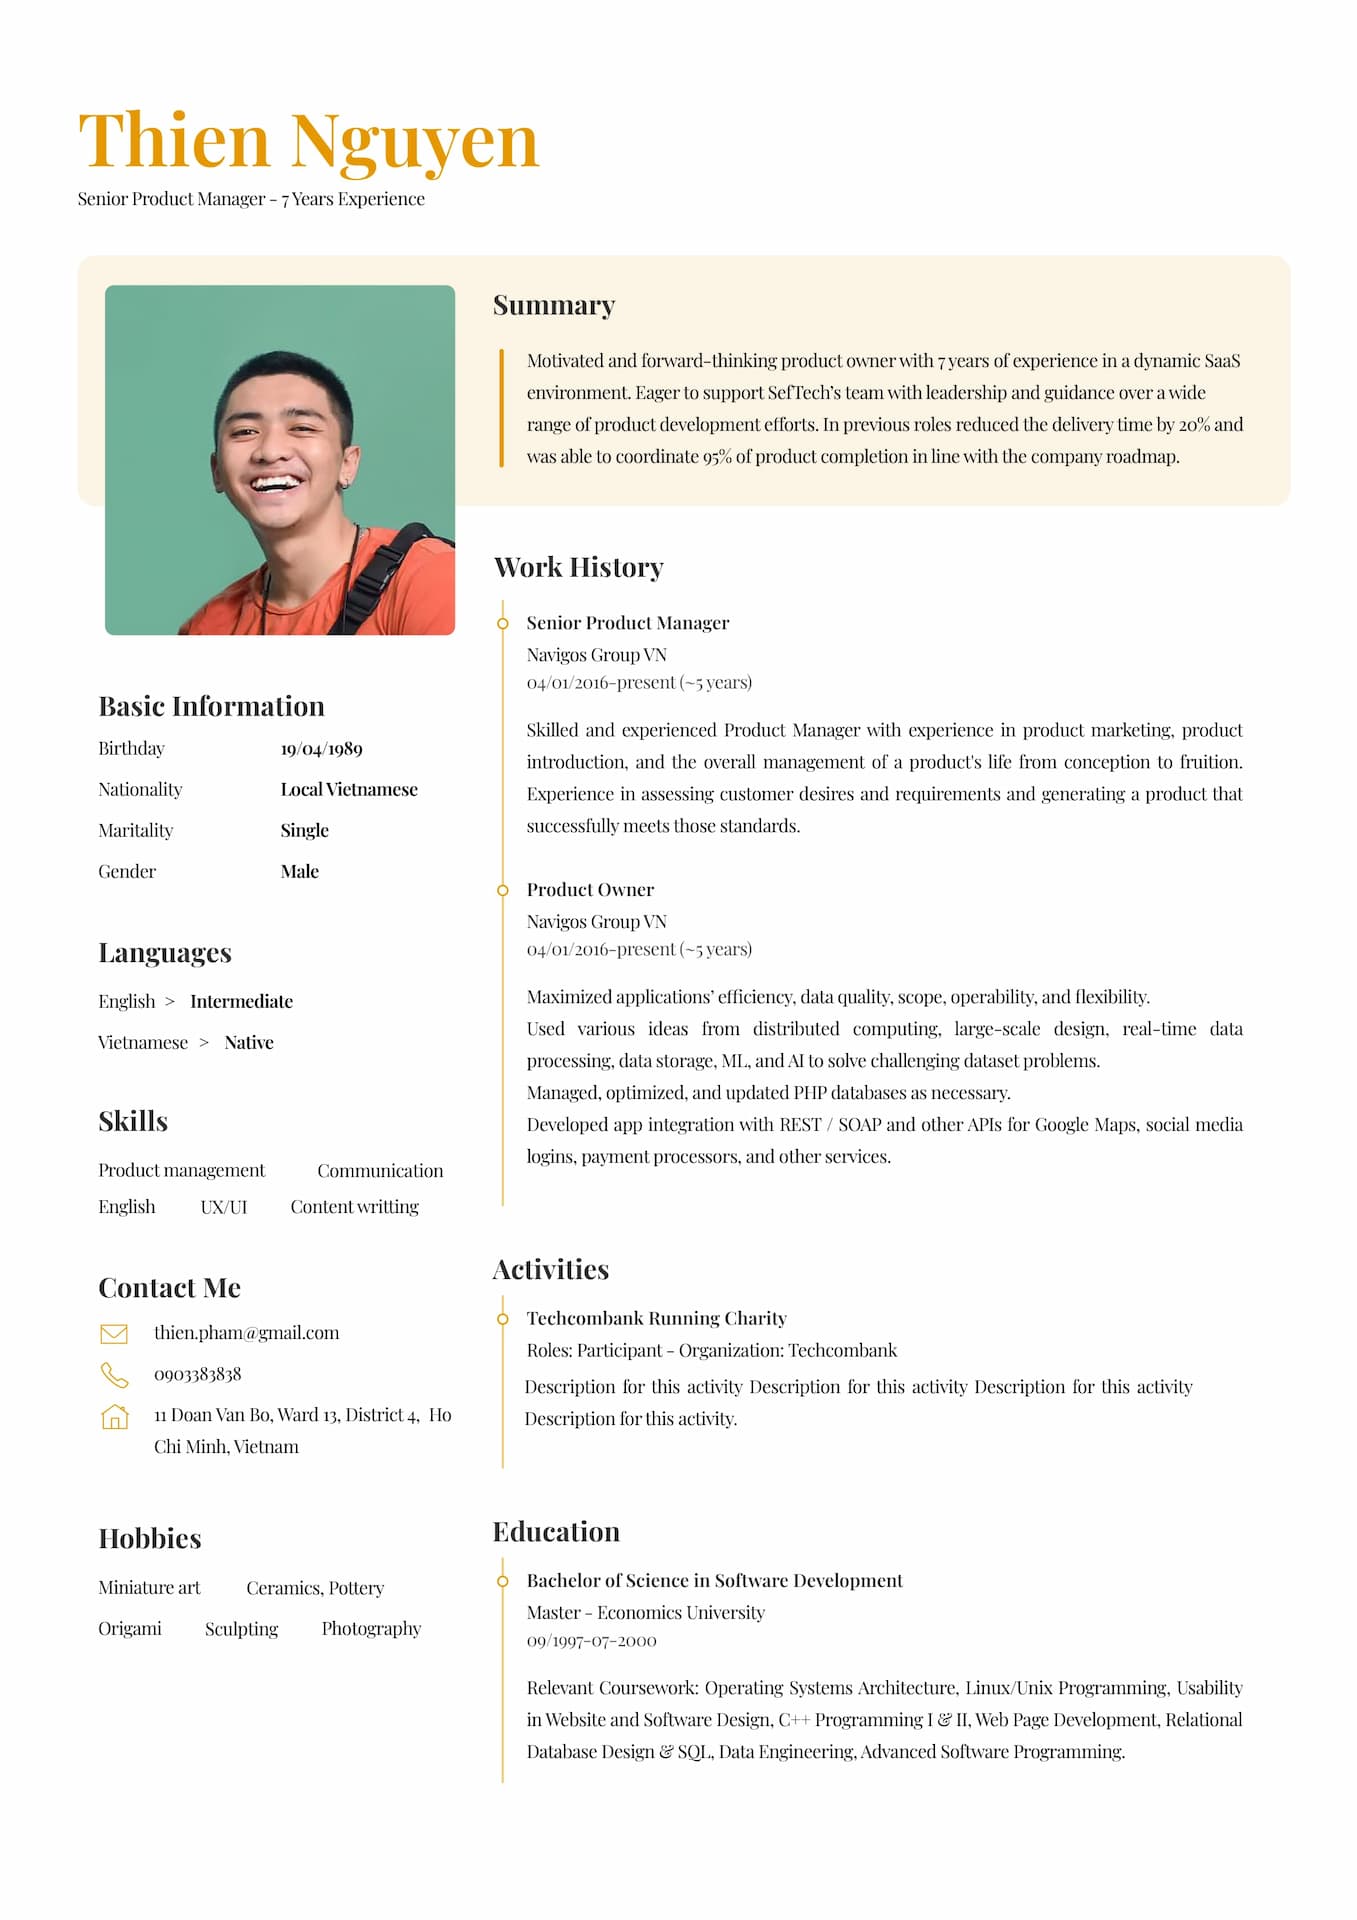 Thien Nguyen
Senior Product Manager - 7 Years Experience
Summary
Motivated and forward-thinking product owner with 7 years of experience in a dynamic SaaS
environment. Eager to support SefTech's team with leadership and guidance over a wide
range of product development efforts. In previous roles reduced the delivery time by 20% and
was able to coordinate 95% of product completion in line with the company roadmap.
Basic Information
Birthday 19/04/1989
Nationality Local Vietnamese
Maritality Single
Gender Male
Languages
English > Intermediate
Vietnamese > Native
Skills
Product management Communication
English UX/UI Content writting
Contact Me
thien.pham@gmail.com
0903383838
11 Doan Van Bo, Ward 13, District 4, Ho
Chi Minh, Vietnam
Hobbies
Miniature art Ceramics, Pottery
Origami Sculpting Photography
Work History
Senior Product Manager
Navigos Group VN
04/01/2016-present (~5 years)
Skilled and experienced Product Manager with experience in product marketing, product
introduction, and the overall management of a product's life from conception to fruition.
Experience in assessing customer desires and requirements and generating a product that
successfully meets those standards.
Product Owner
Navigos Group VN
04/01/2016-present (~5 years)
Maximized applications' efficiency, data quality, scope, operability, and flexibility.
Used various ideas from distributed computing, large-scale design, real-time data
processing, data storage, ML, and AI to solve challenging dataset problems.
Managed, optimized, and updated PHP databases as necessary.
Developed app integration with REST / SOAP and other APIs for Google Maps, social media
logins, payment processors, and other services.
Activities
Techcombank Running Charity
Roles: Participant - Organization: Techcombank
Description for this activity Description for this activity Description for this activity
Description for this activity.
Education
Bachelor of Science in Software Development
Master - Economics University
09/1997-07-2000
Relevant Coursework: Operating Systems Architecture, Linux/Unix Programming, Usability
in Website and Software Design, C++ Programming I & II, Web Page Development, Relational
Database Design & SQL, Data Engineering, Advanced Software Programming.